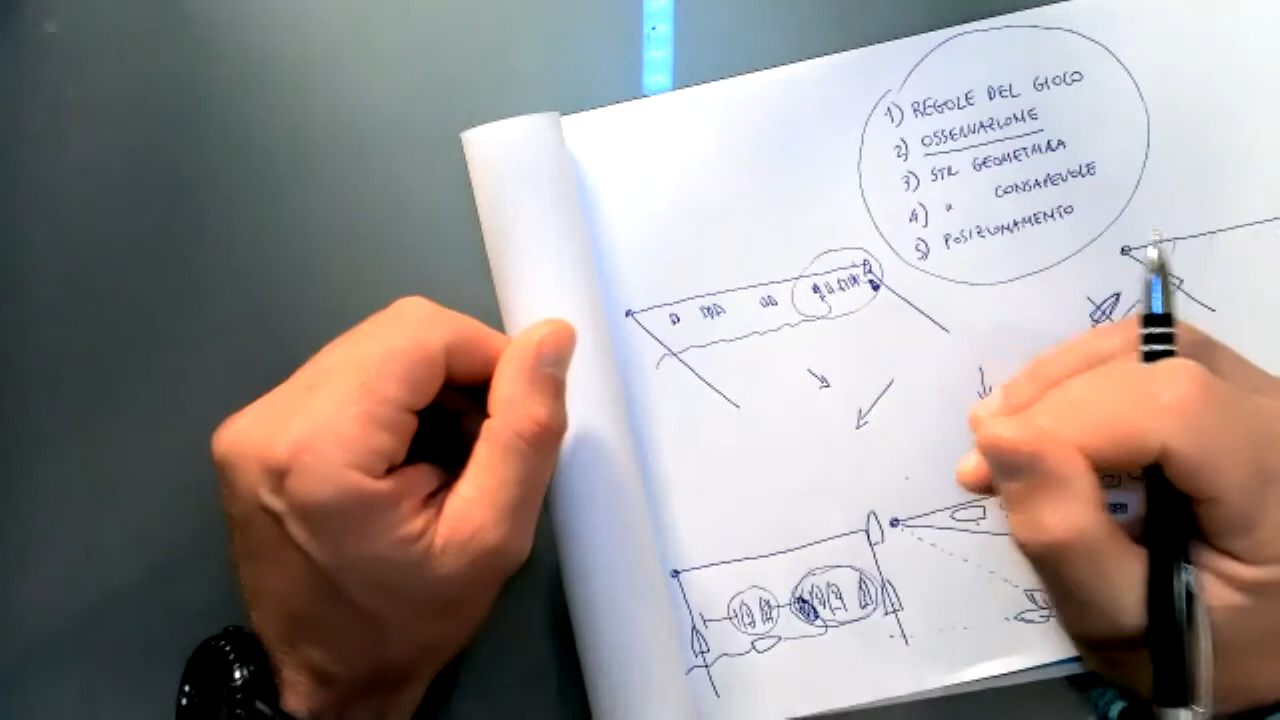 1) REGOLE DEL GIOCO
2) OSSERVAZIONE
3) STR GEOMETRICA
4) " CONSAPEVOLE
5) POSIZIONAMENTO